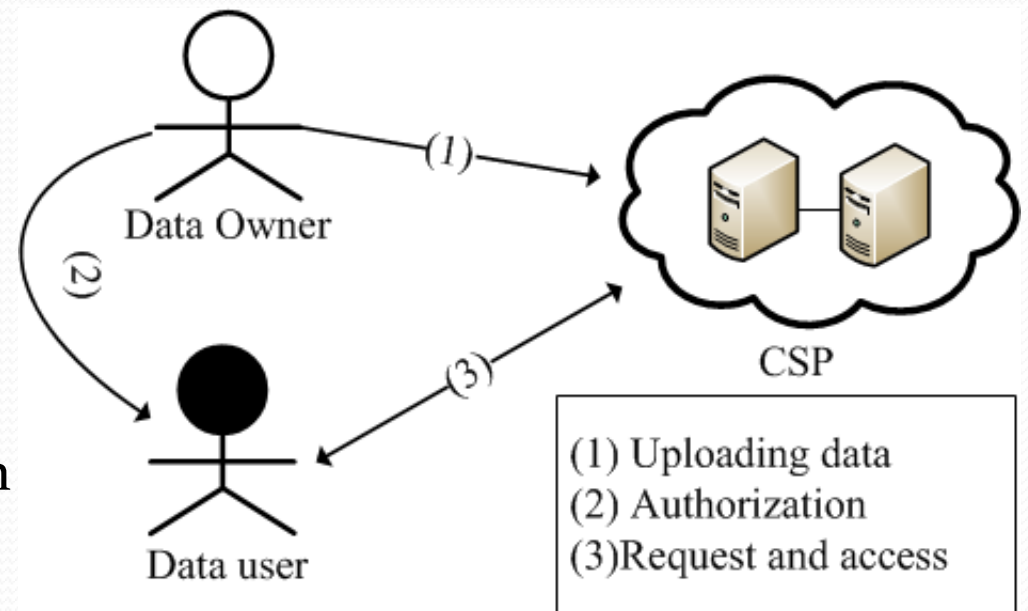 (1)
Data Owner
(2)
CSP
(3)
n
Data user
(1) Uploading data
(2) Authorization
(3)Request and access